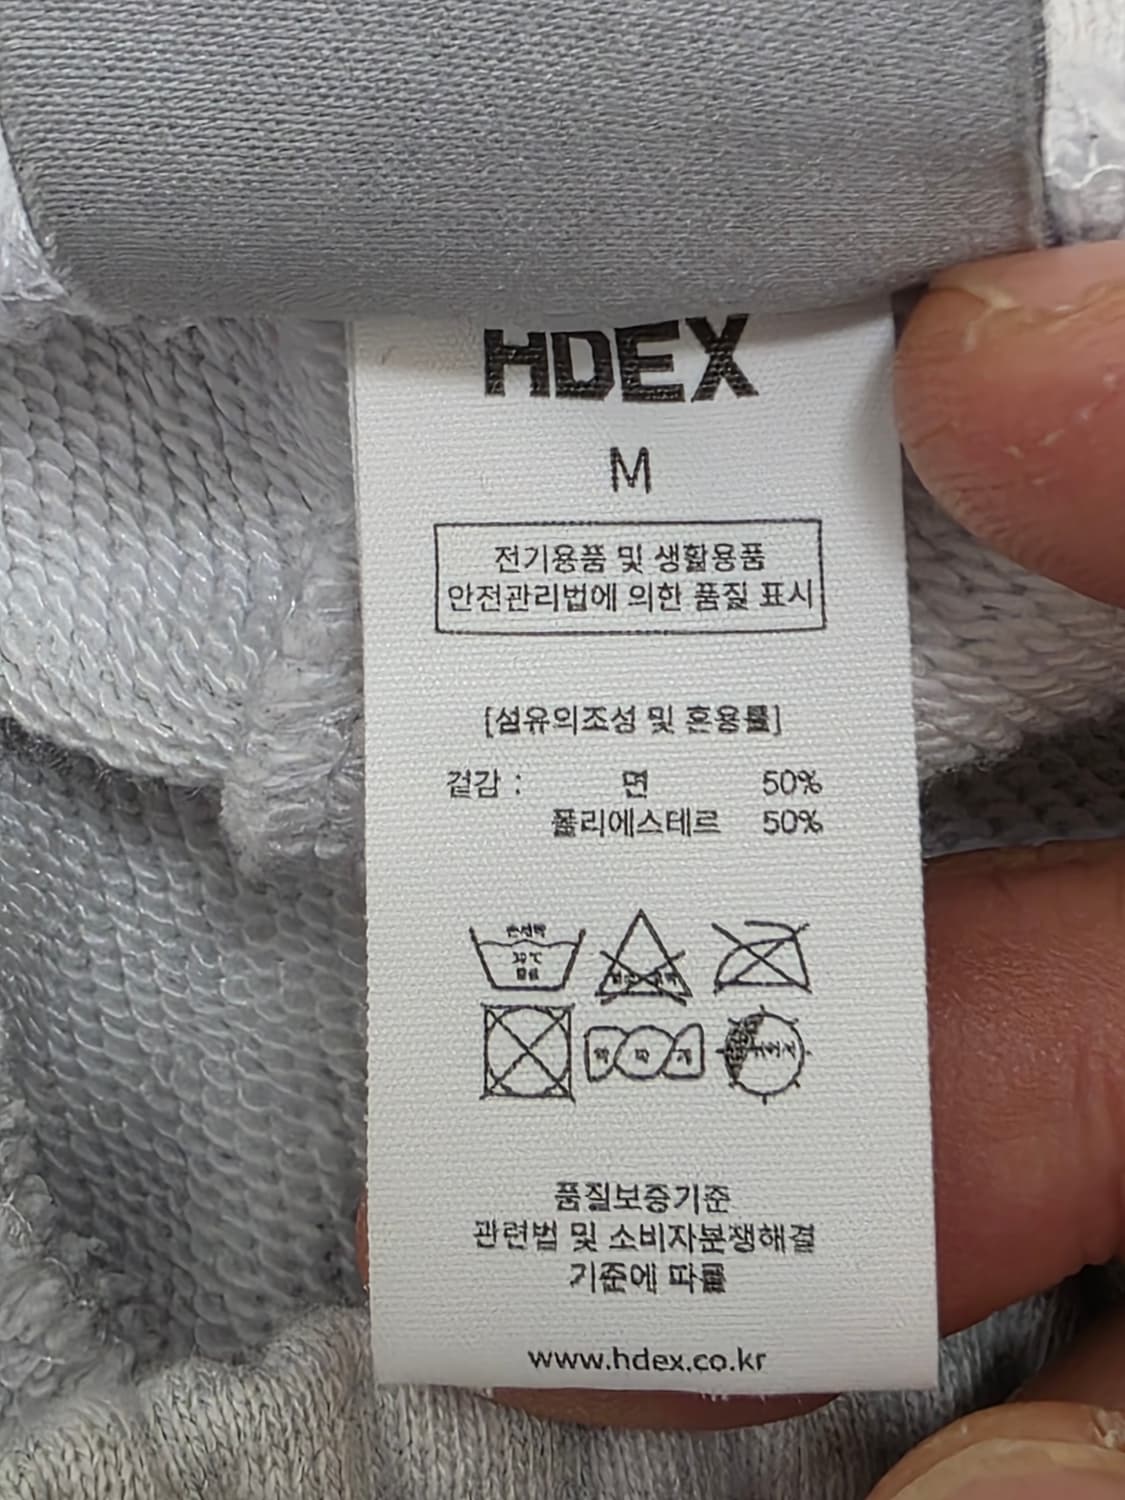 HDEX
M
전기용품 및 생활용품
안전관리법에 의한 품질 표시
[섬유의조성 및 혼용률]
겉감 : 면 50%
폴리에스테르 50%
품질보증기준
관련법 및 소비자분쟁해결
기준에 따름
www.hdex.co.kr